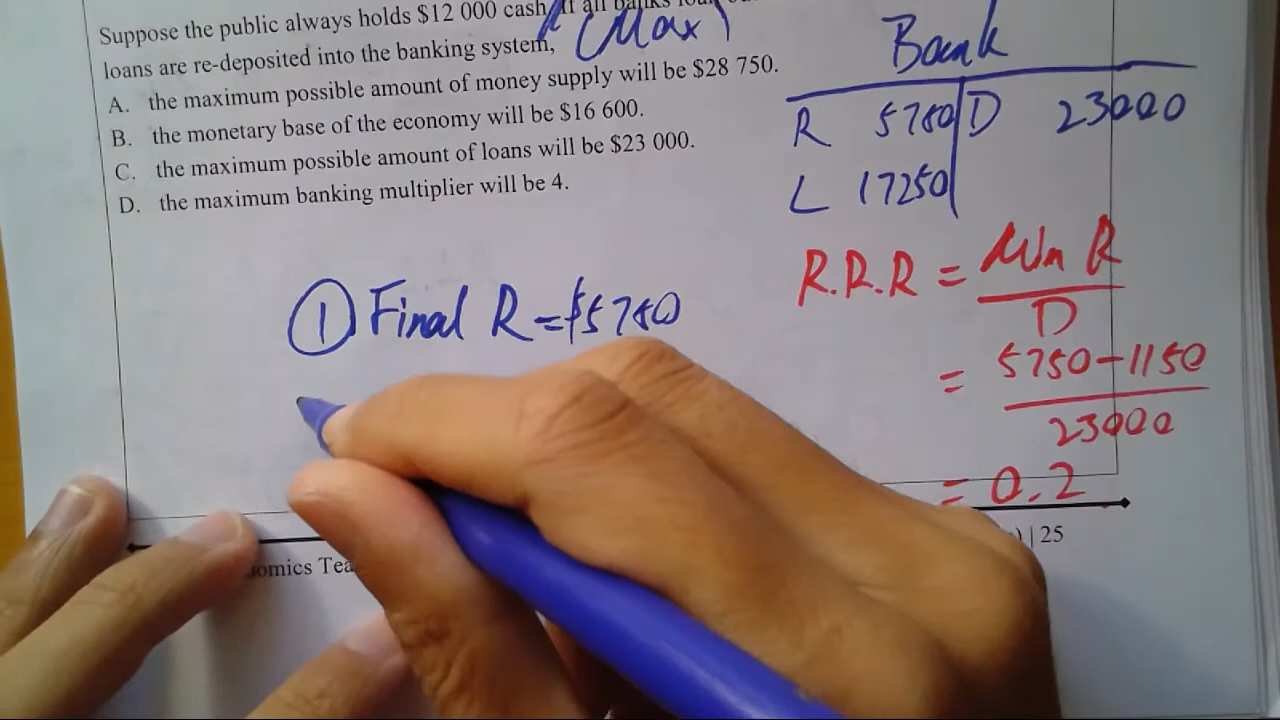 Suppose the public always holds $12 000 cash. If all banks loan
loans are re-deposited into the banking system, (Max)
A. the maximum possible amount of money supply will be $28 750.
B. the monetary base of the economy will be $16 600.
C. the maximum possible amount of loans will be $23 000.
D. the maximum banking multiplier will be 4.
Bank
R 5750 D 23000
L 17250
① Final R = $5750
R.R.R = Min R
D
= 5750-1150
23000
= 0.2
) | 25
omics Tea